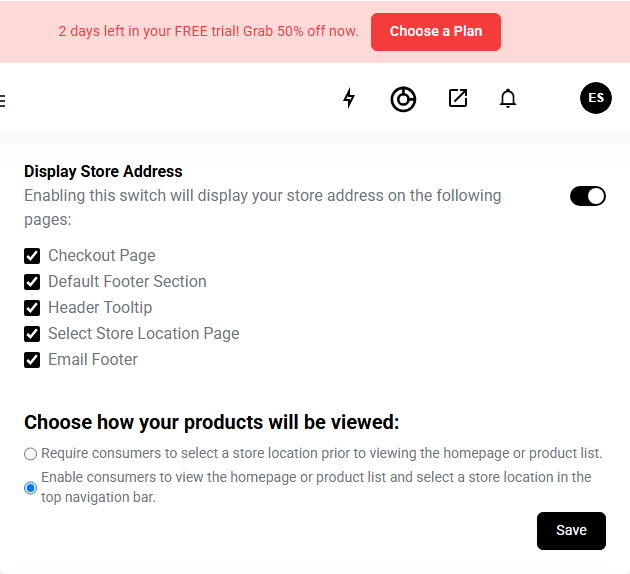 2 days left in your FREE trial! Grab 50% off now.
Choose a Plan
ES
Display Store Address
Enabling this switch will display your store address on the following
pages:
Checkout Page
Default Footer Section
Header Tooltip
Select Store Location Page
Email Footer
Choose how your products will be viewed:
Require consumers to select a store location prior to viewing the homepage or product list.
Enable consumers to view the homepage or product list and select a store location in the
top navigation bar.
Save